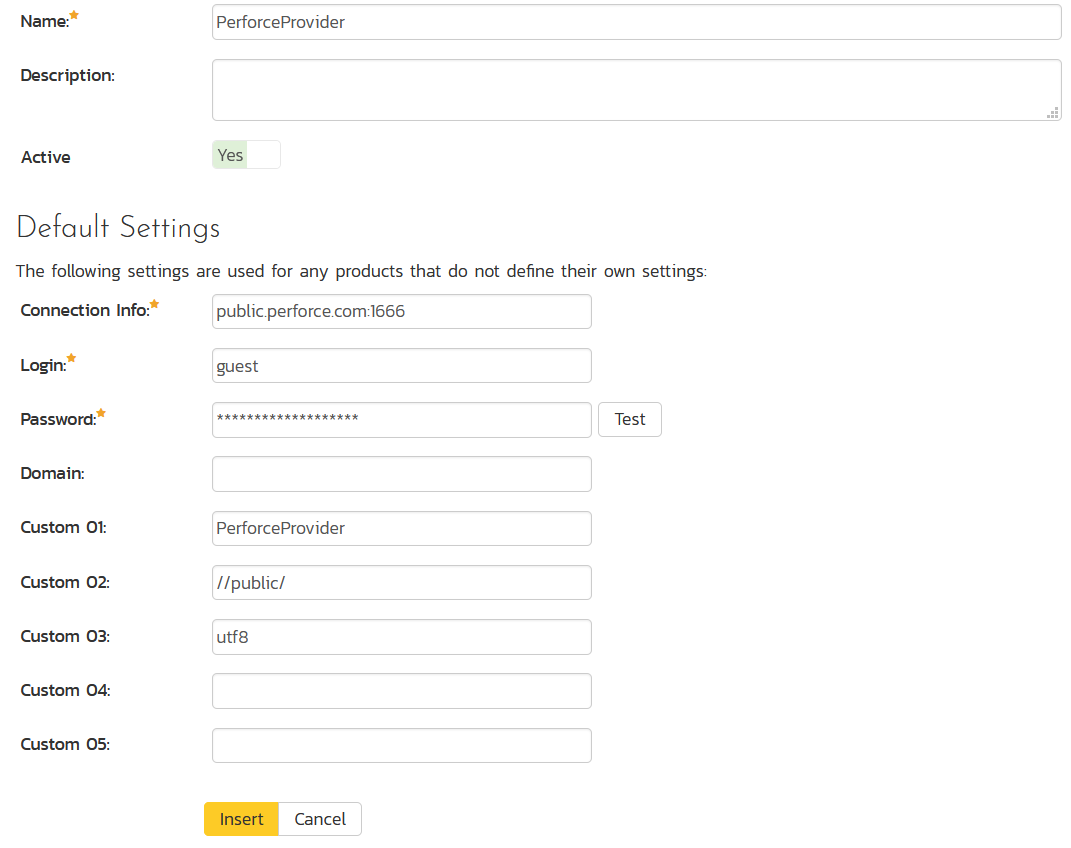 Name: PerforceProvider
Description:
Active Yes
Default Settings
The following settings are used for any products that do not define their own settings:
Connection Info: public.perforce.com:1666
Login: guest
Password: ******************* Test
Domain:
Custom 01: PerforceProvider
Custom 02: //public/
Custom 03: utf8
Custom 04:
Custom 05:
Insert Cancel